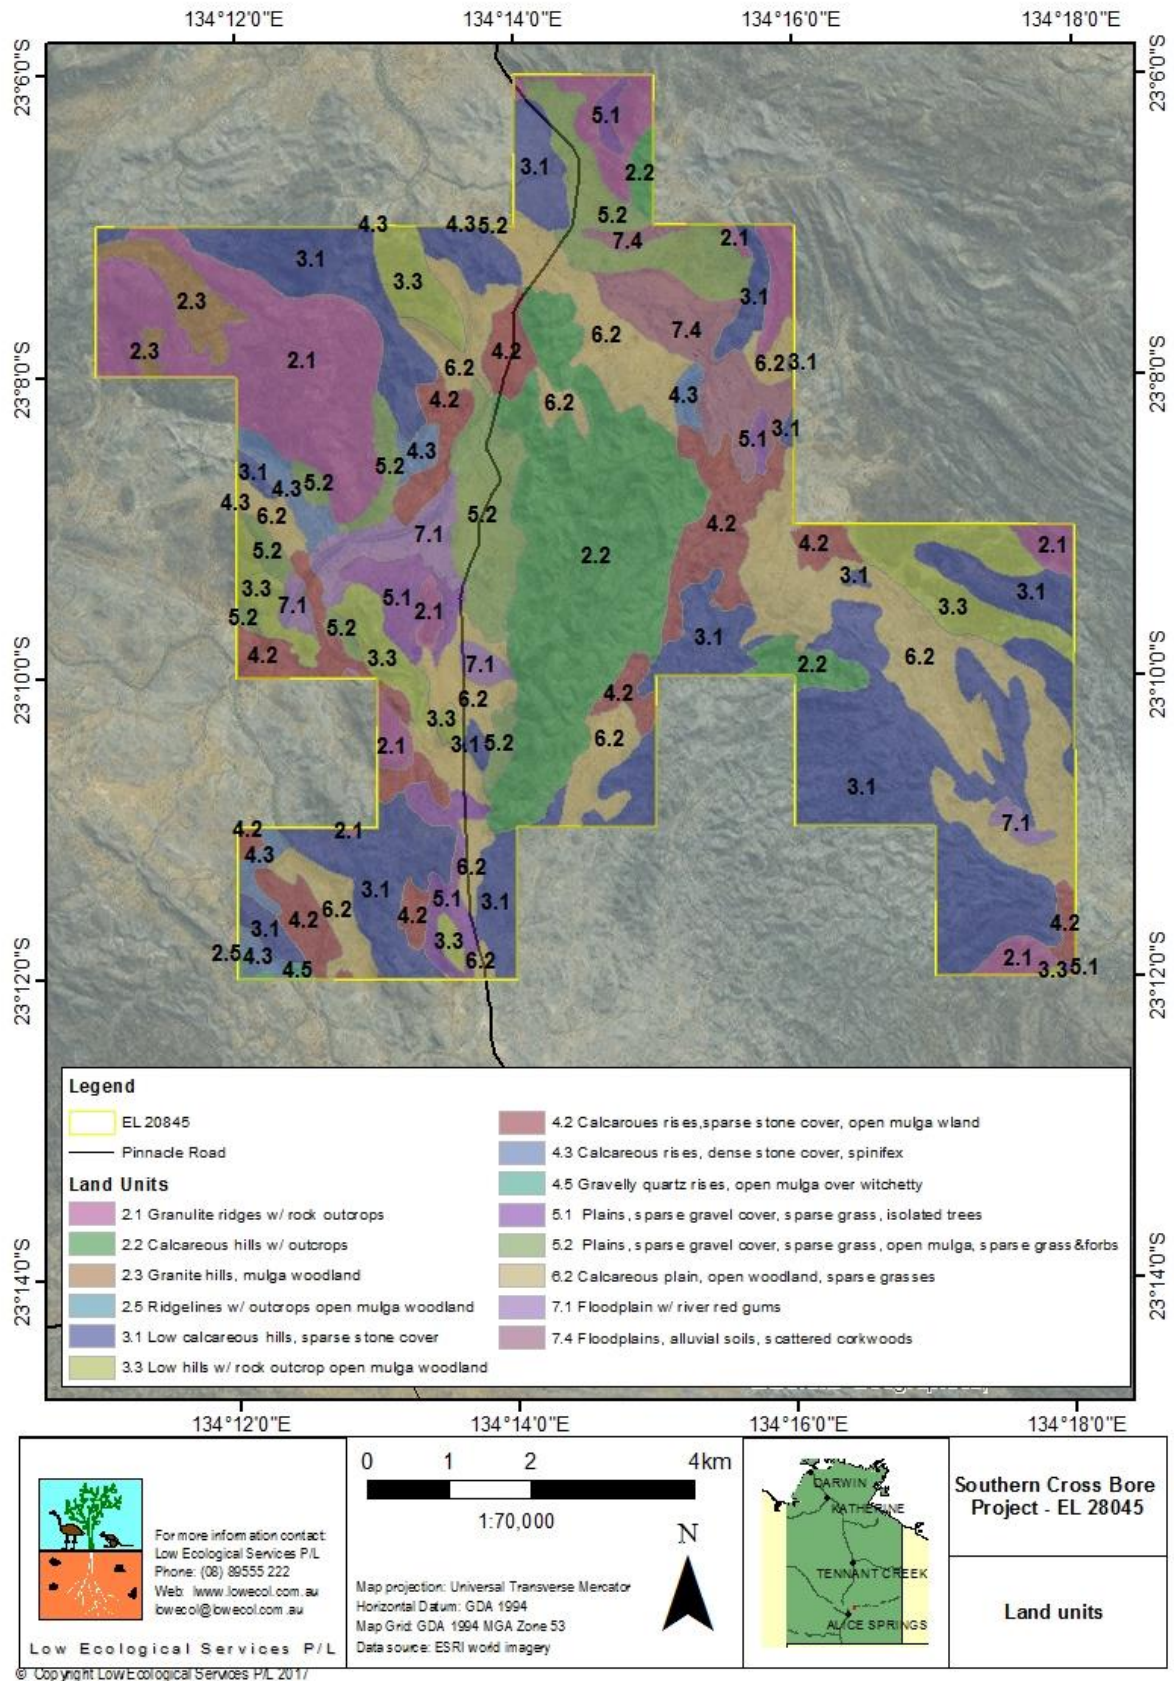 134°12'0"E 134°14'0"E 134°16'0"E 134°18'0"E
23°6'0"S 23°6'0"S
5.1
3.1
2.2
5.2
4.3 4.3 5.2
7.4 2.1
3.1
3.3
2.3 3.1
7.4
6.2
2.3 2.1 4.2
6.2 6.2 3.1
23°8'0"S 23°8'0"S
4.2 6.2 4.3
5.1 3.1
4.3
5.2
3.1
4.3 5.2
4.3
6.2 5.2
4.2
7.1
5.2 2.2 4.2 2.1
3.1
3.3 5.1 3.1
7.1 2.1 3.3
5.2 5.2
3.1
4.2 3.3 7.1 2.2 6.2
23°10'0"S 23°10'0"S
6.2 4.2
3.3
2.1 3.1 5.2 6.2
3.1
7.1
4.2 2.1
4.3
6.2
3.1 5.1 3.1
4.2 6.2 4.2
3.1 4.2
3.3
2.5 4.3 6.2 2.1
4.5 3.3 5.1
23°12'0"S 23°12'0"S
Legend
EL 20845
Pinnacle Road
Land Units
2.1 Granulite ridges w/ rock outcrops
2.2 Calcareous hills w/ outcrops
2.3 Granite hills, mulga woodland
2.5 Ridgelines w/ outcrops open mulga woodland
3.1 Low calcareous hills, sparse stone cover
3.3 Low hills w/ rock outcrop open mulga woodland
4.2 Calcaroues rises,sparse stone cover, open mulga wland
4.3 Calcareous rises, dense stone cover, spinifex
4.5 Gravelly quartz rises, open mulga over witchetty
5.1 Plains, sparse gravel cover, sparse grass, isolated trees
5.2 Plains, sparse gravel cover, sparse grass, open mulga, sparse grass&forbs
6.2 Calcareous plain, open woodland, sparse grasses
7.1 Floodplain w/ river red gums
7.4 Floodplains, alluvial soils, scattered corkwoods
23°14'0"S 23°14'0"S
134°12'0"E 134°14'0"E 134°16'0"E 134°18'0"E
For more information contact:
Low Ecological Services P/L
Phone: (08) 89555 222
Web: www.lowecol.com.au
lowecol@lowecol.com.au
Low Ecological Services P/L
0 1 2 4km
1:70,000
N
Map projection: Universal Transverse Mercator
Horizontal Datum: GDA 1994
Map Grid: GDA 1994 MGA Zone 53
Data source: ESRI world imagery
DARWIN
KATHERINE
TENNANT CREEK
ALICE SPRINGS
Southern Cross Bore
Project - EL 28045
Land units
© Copyright Low Ecological Services P/L 2017